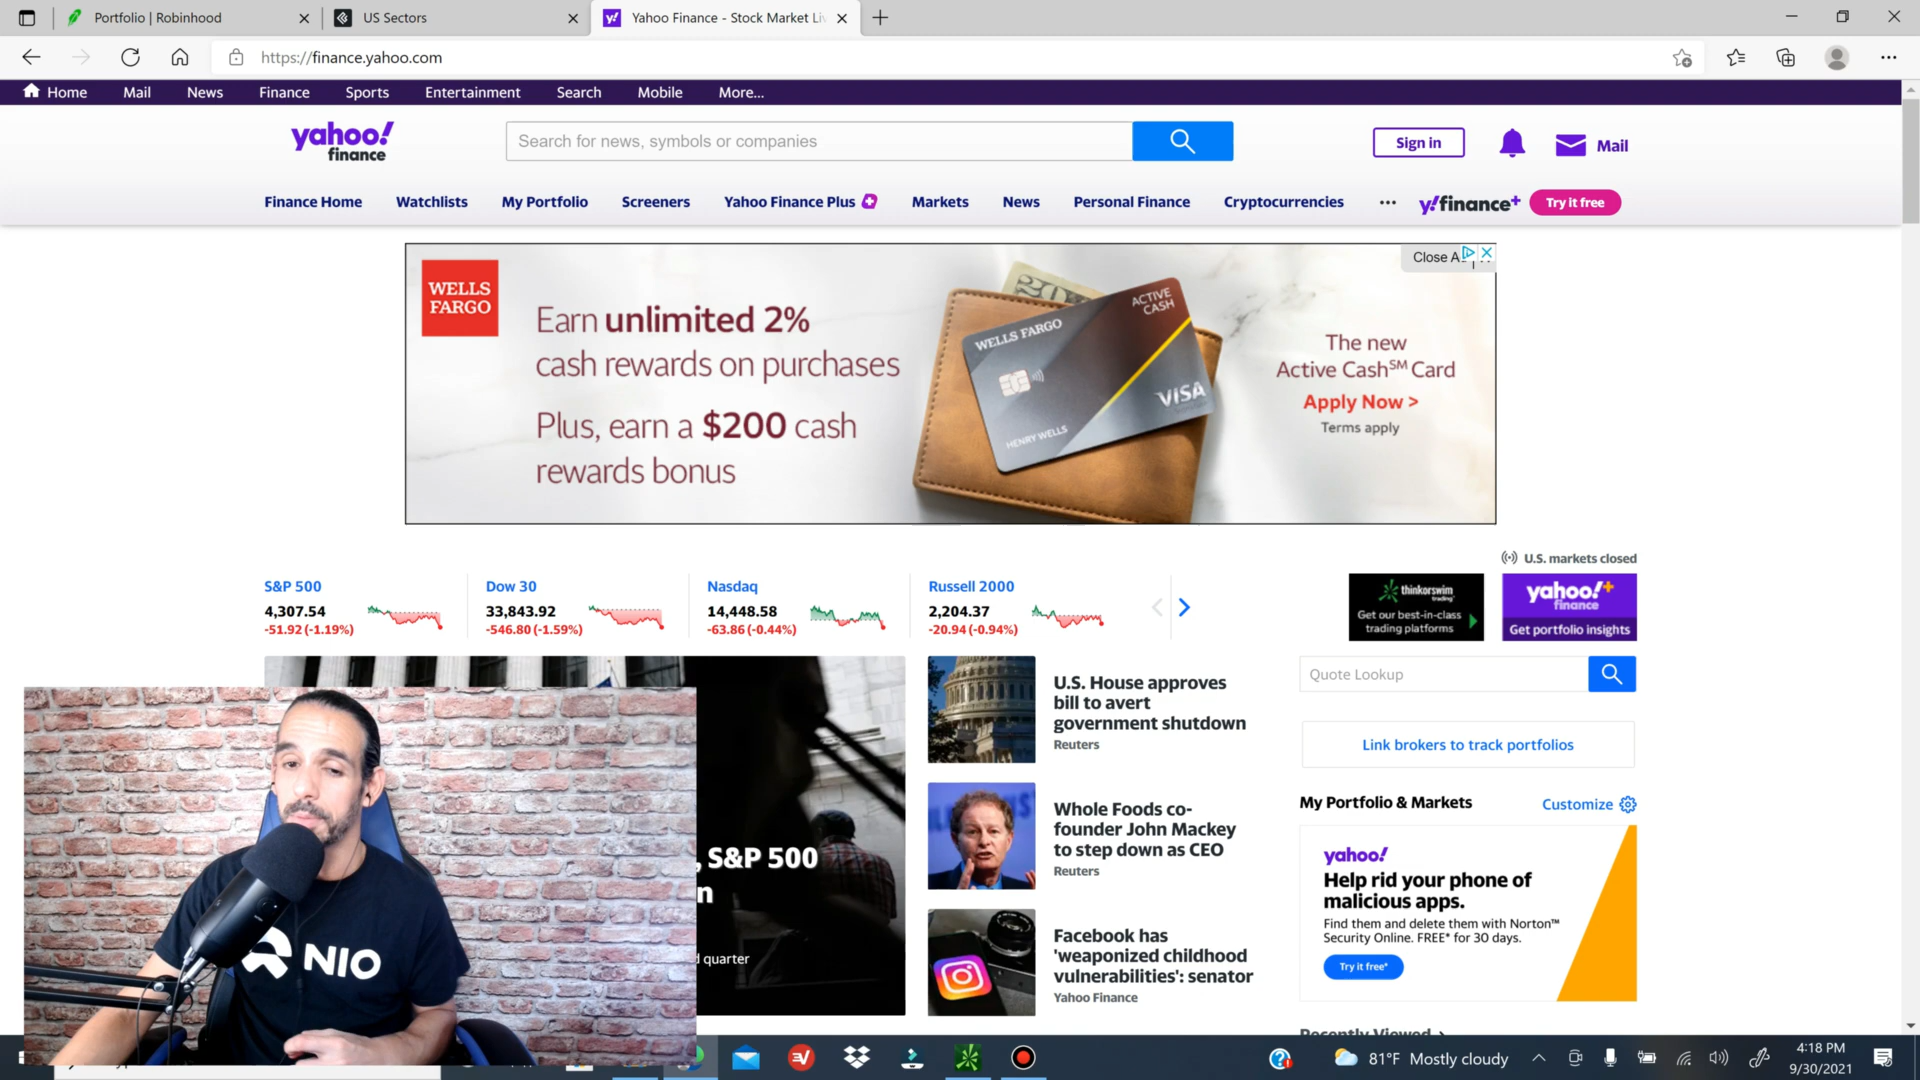 Portfolio | Robinhood
US Sectors
Yahoo Finance - Stock Market Li
https://finance.yahoo.com
Home
Mail
News
Finance
Sports
Entertainment
Search
Mobile
More...
yahoo!
finance
Search for news, symbols or companies
Sign in
Mail
Finance Home
Watchlists
My Portfolio
Screeners
Yahoo Finance Plus
Markets
News
Personal Finance
Cryptocurrencies
y!finance+
Try it free
WELLS
FARGO
Earn unlimited 2%
cash rewards on purchases
Plus, earn a $200 cash
rewards bonus
20
WELLS FARGO
ACTIVE
CASH
VISA
HENRY WELLS
Close A
The new
Active Cash℠ Card
Apply Now >
Terms apply
U.S. markets closed
S&P 500
4,307.54
-51.92 (-1.19%)
Dow 30
33,843.92
-546.80 (-1.59%)
Nasdaq
14,448.58
-63.86 (-0.44%)
Russell 2000
2,204.37
-20.94 (-0.94%)
thinkorswim
trading™
Get our best-in-class
trading platforms
yahoo!+
finance
Get portfolio insights
, S&P 500
n
d quarter
U.S. House approves
bill to avert
government shutdown
Reuters
Whole Foods co-
founder John Mackey
to step down as CEO
Reuters
Facebook has
'weaponized childhood
vulnerabilities': senator
Yahoo Finance
Quote Lookup
Link brokers to track portfolios
My Portfolio & Markets
Customize
yahoo!
Help rid your phone of
malicious apps.
Find them and delete them with Norton™
Security Online. FREE* for 30 days.
Try it free*
Recently Viewed >
NIO
81°F Mostly cloudy
4:18 PM
9/30/2021